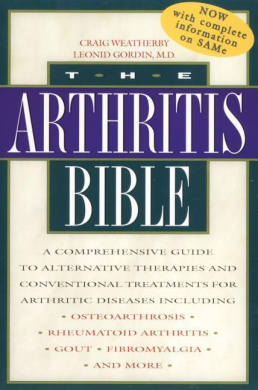 CRAIG WEATHERBY
LEONID GORDIN, M.D.
NOW
with complete
information
on SAMe
T · H · E
ARTHRITIS
BIBLE
A COMPREHENSIVE GUIDE
TO ALTERNATIVE THERAPIES AND
CONVENTIONAL TREATMENTS FOR
ARTHRITIC DISEASES INCLUDING
· OSTEOARTHROSIS ·
· RHEUMATOID ARTHRITIS ·
· GOUT · FIBROMYALGIA ·
· AND MORE ·